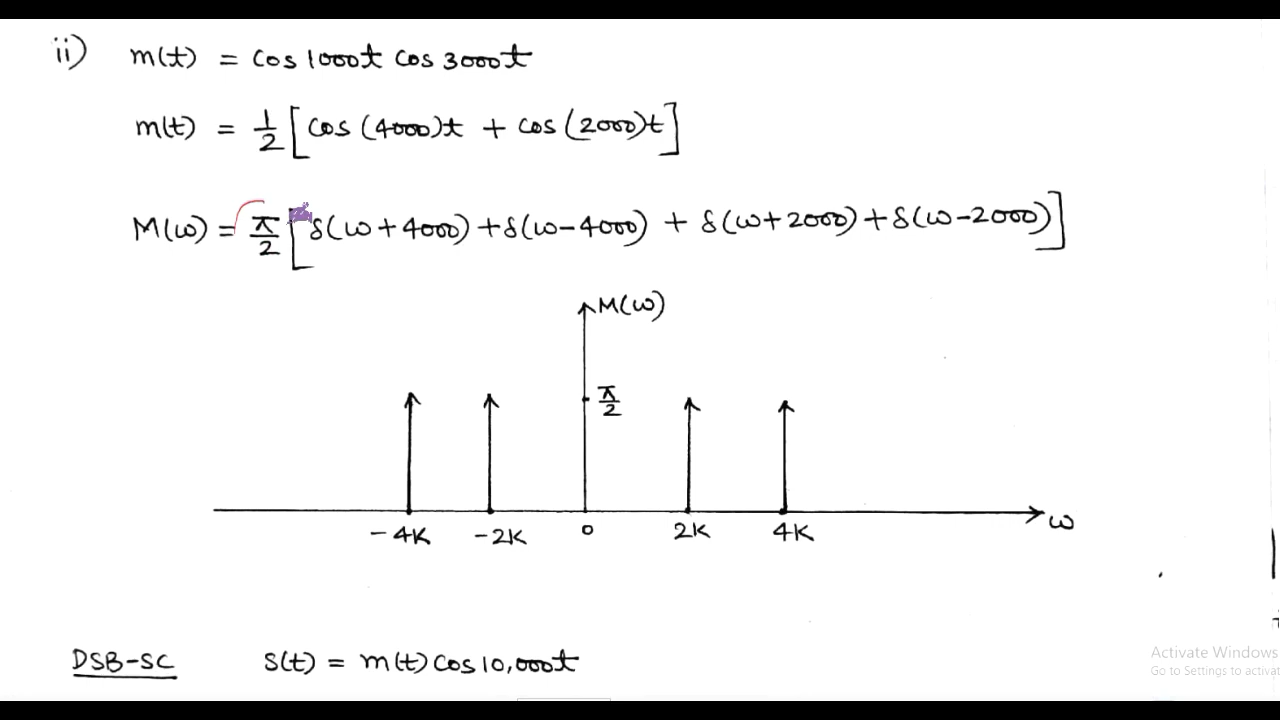 ii) m(t) = cos 1000t cos 3000t
m(t) = 1/2 [cos (4000)t + cos (2000)t]
M(ω) = π/2 [δ(ω + 4000) + δ(ω - 4000) + δ(ω + 2000) + δ(ω - 2000)]
M(ω)
π/2
-4K -2K 0 2K 4K ω
DSB-SC s(t) = m(t) cos 10,000t
Activate Windows
Go to Settings to activat